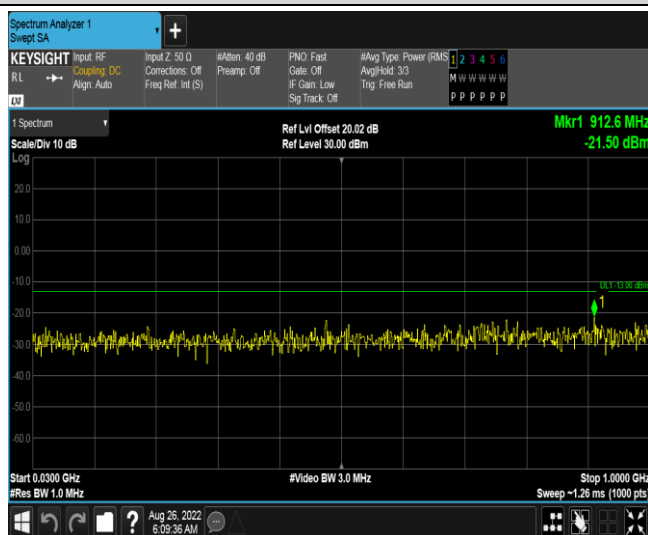 Spectrum Analyzer 1
Swept SA
+
KEYSIGHT
RL
LXI
Input: RF
Coupling: DC
Align: Auto
Input Z: 50 Ω
Corrections: Off
Freq Ref: Int (S)
#Atten: 40 dB
Preamp: Off
PNO: Fast
Gate: Off
IF Gain: Low
Sig Track: Off
#Avg Type: Power (RMS
Avg|Hold: 3/3
Trig: Free Run
1 2 3 4 5 6
M W W W W W
P P P P P P
1 Spectrum
Scale/Div 10 dB
Log
Ref Lvl Offset 20.02 dB
Ref Level 30.00 dBm
Mkr1 912.6 MHz
-21.50 dBm
20.0
10.0
0.00
-10.0
DL1 -13.00 dBm
1
-20.0
-30.0
-40.0
-50.0
-60.0
Start 0.0300 GHz
#Res BW 1.0 MHz
#Video BW 3.0 MHz
Stop 1.0000 GHz
Sweep ~1.26 ms (1000 pts)
?
Aug 26, 2022
6:09:36 AM